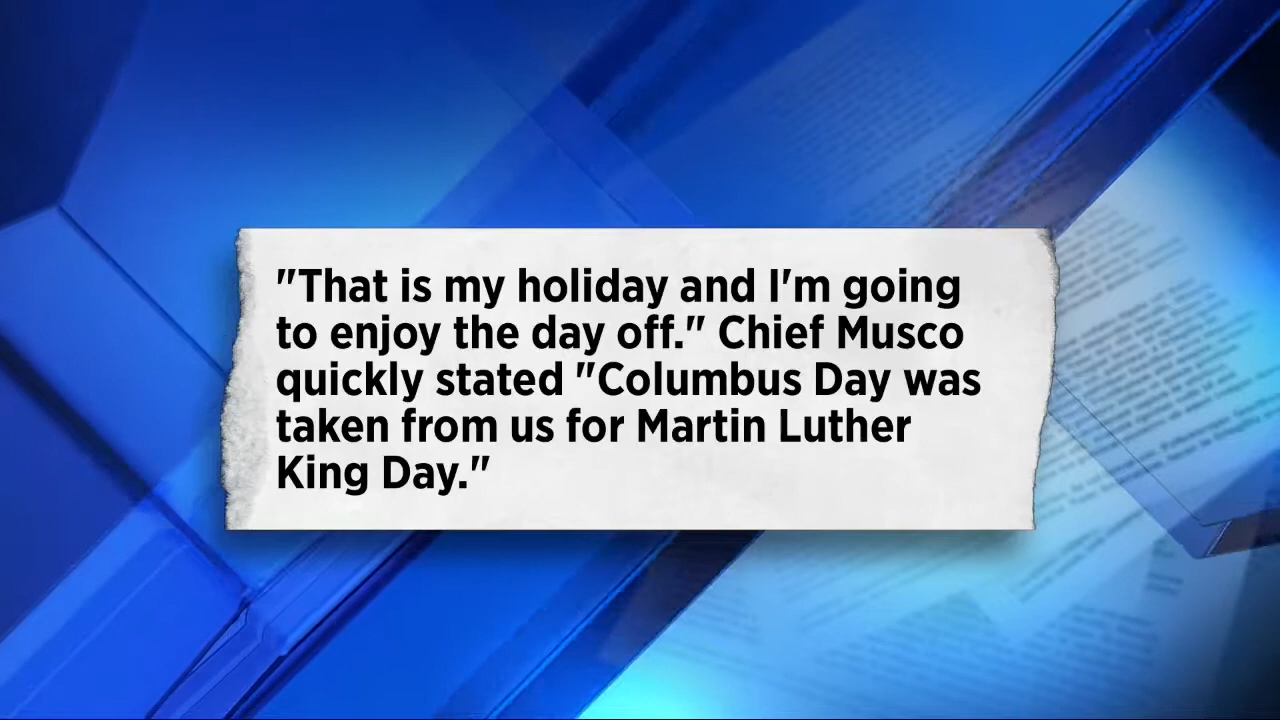 "That is my holiday and I'm going
to enjoy the day off." Chief Musco
quickly stated "Columbus Day was
taken from us for Martin Luther
King Day."